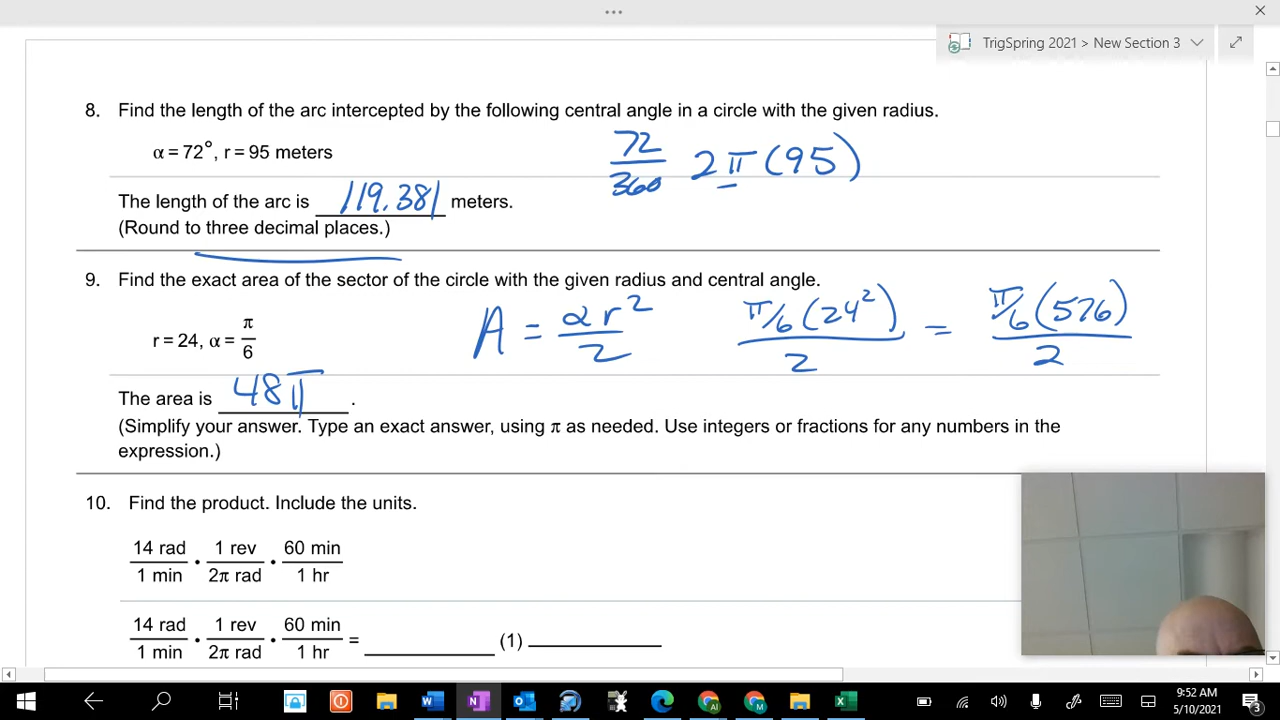 TrigSpring 2021 > New Section 3
8. Find the length of the arc intercepted by the following central angle in a circle with the given radius.
α = 72°, r = 95 meters
72/360 2π(95)
The length of the arc is 119.381 meters.
(Round to three decimal places.)
9. Find the exact area of the sector of the circle with the given radius and central angle.
r = 24, α = π/6
A = αr²/2 π/6(24²)/2 = π/6(576)/2
The area is 48π.
(Simplify your answer. Type an exact answer, using π as needed. Use integers or fractions for any numbers in the
expression.)
10. Find the product. Include the units.
14 rad/1 min · 1 rev/2π rad · 60 min/1 hr
14 rad/1 min · 1 rev/2π rad · 60 min/1 hr = ________ (1) ________
9:52 AM
5/10/2021
3